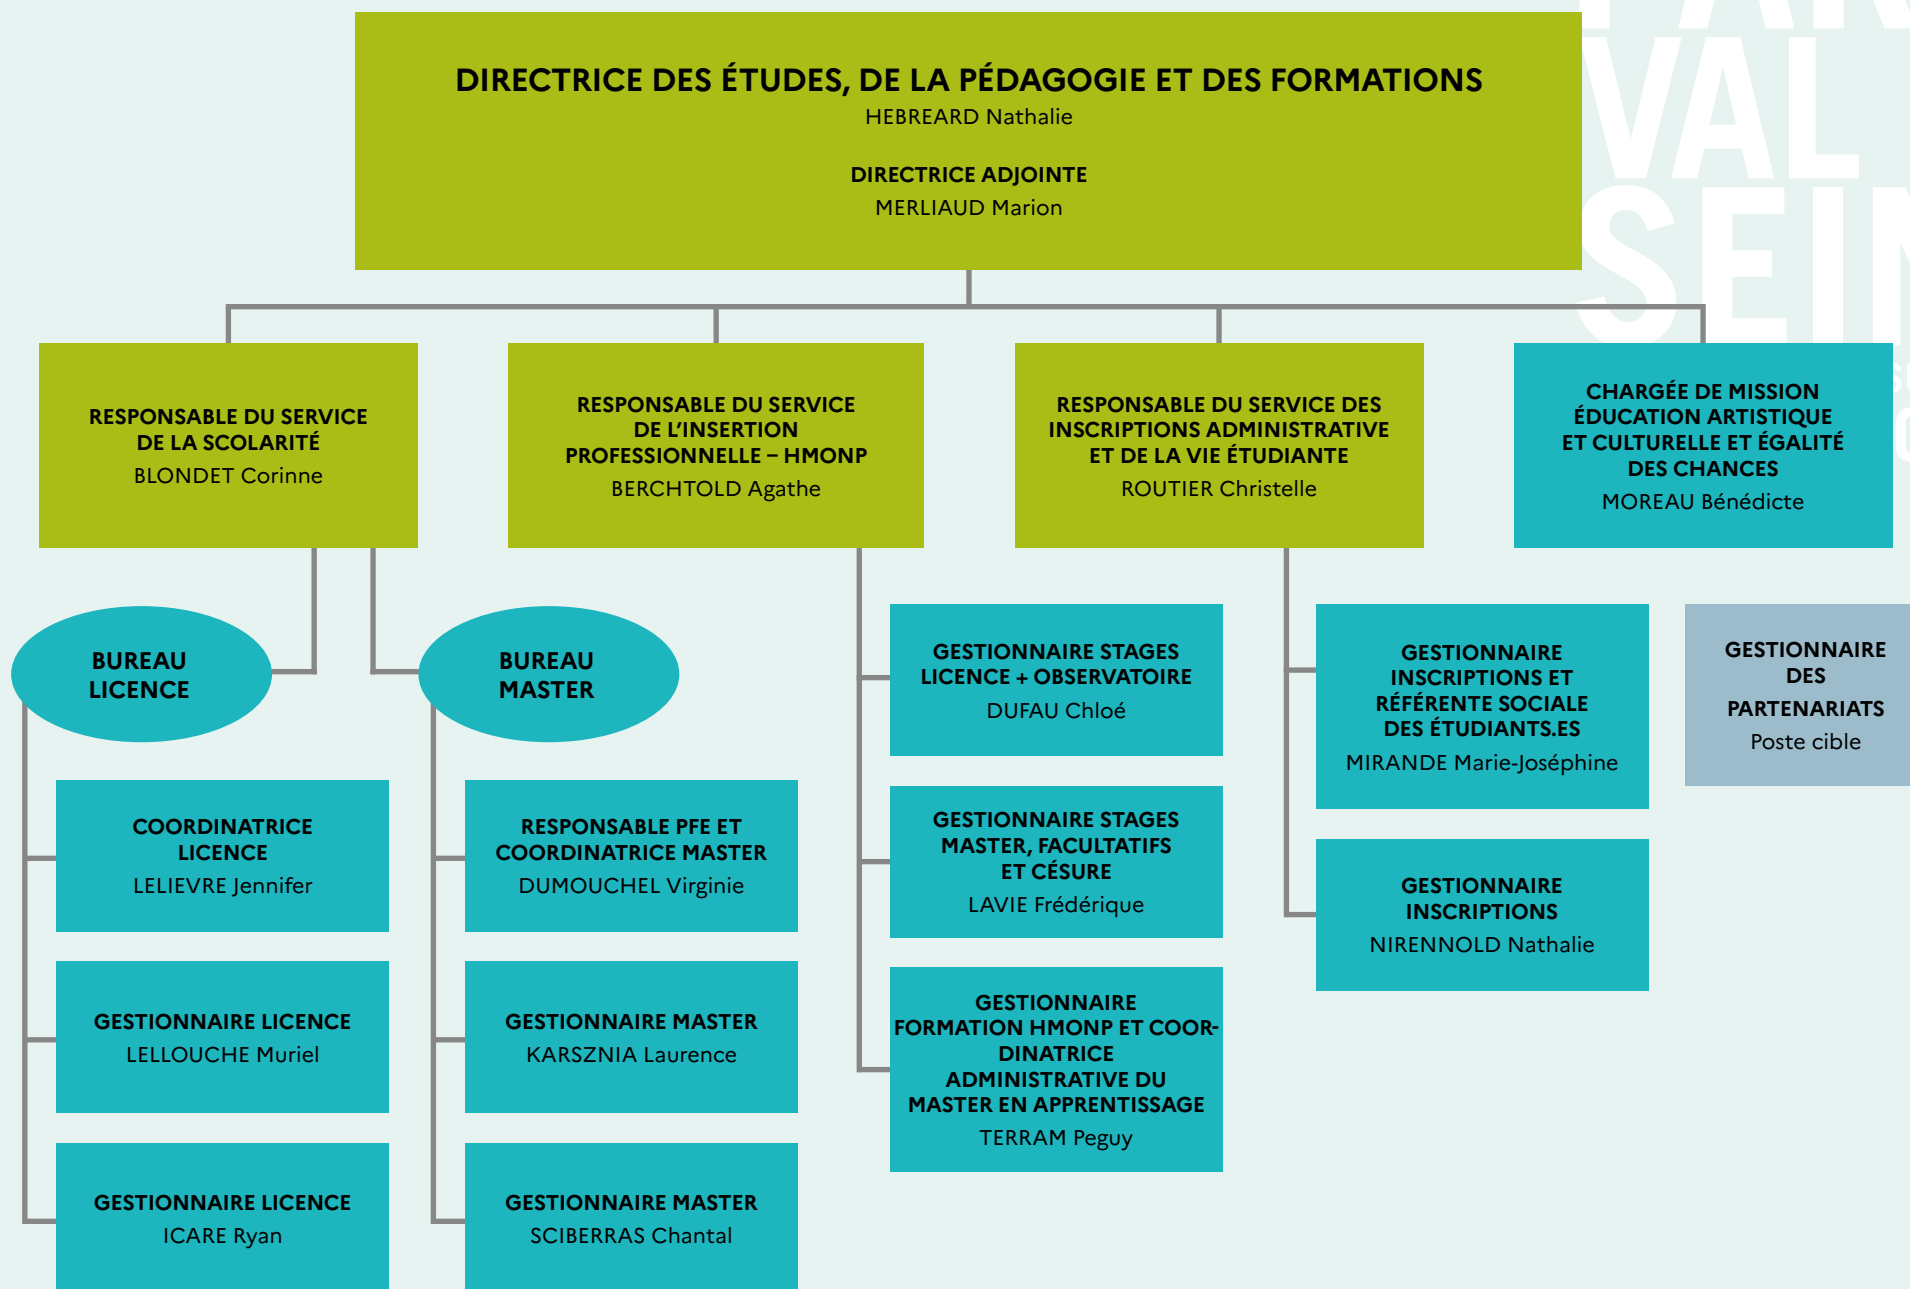 DIRECTRICE DES ÉTUDES, DE LA PÉDAGOGIE ET DES FORMATIONS
HEBREARD Nathalie
DIRECTRICE ADJOINTE
MERLIAUD Marion
VAL
RESPONSABLE DU SERVICE
DE LA SCOLARITÉ
BLONDET Corinne
RESPONSABLE DU SERVICE
DE L'INSERTION
PROFESSIONNELLE – HMONP
BERCHTOLD Agathe
RESPONSABLE DU SERVICE DES
INSCRIPTIONS ADMINISTRATIVE
ET DE LA VIE ÉTUDIANTE
ROUTIER Christelle
CHARGÉE DE MISSION
ÉDUCATION ARTISTIQUE
ET CULTURELLE ET ÉGALITÉ
DES CHANCES
MOREAU Bénédicte
BUREAU
LICENCE
COORDINATRICE
LICENCE
LELIEVRE Jennifer
GESTIONNAIRE LICENCE
LELLOUCHE Muriel
GESTIONNAIRE LICENCE
ICARE Ryan
BUREAU
MASTER
RESPONSABLE PFE ET
COORDINATRICE MASTER
DUMOUCHEL Virginie
GESTIONNAIRE MASTER
KARSZNIA Laurence
GESTIONNAIRE MASTER
SCIBERRAS Chantal
GESTIONNAIRE STAGES
LICENCE + OBSERVATOIRE
DUFAU Chloé
GESTIONNAIRE STAGES
MASTER, FACULTATIFS
ET CÉSURE
LAVIE Frédérique
GESTIONNAIRE
FORMATION HMONP ET COOR-
DINATRICE
ADMINISTRATIVE DU
MASTER EN APPRENTISSAGE
TERRAM Peguy
GESTIONNAIRE
INSCRIPTIONS ET
RÉFÉRENTE SOCIALE
DES ÉTUDIANTS.ES
MIRANDE Marie-Joséphine
GESTIONNAIRE
INSCRIPTIONS
NIRENNOLD Nathalie
GESTIONNAIRE
DES
PARTENARIATS
Poste cible